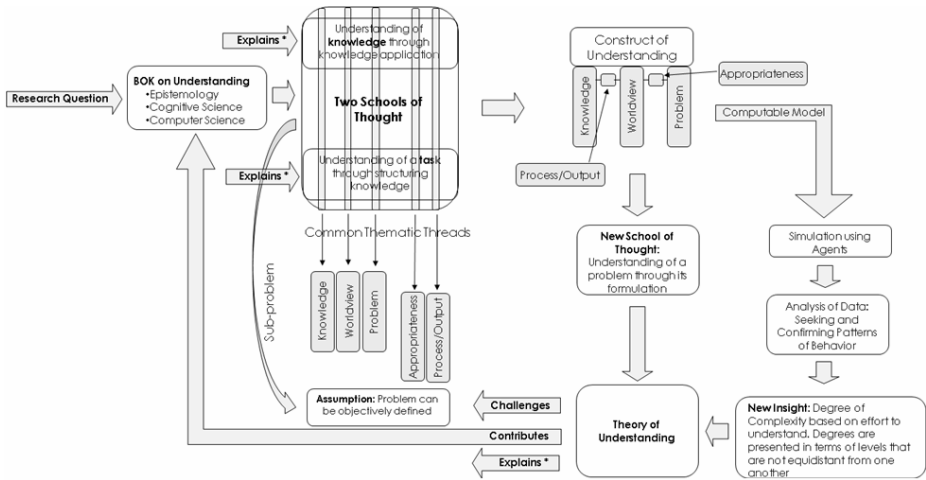 Research Question
BOK on Understanding
•Epistemology
•Cognitive Science
•Computer Science
Explains *
Understanding of
knowledge through
knowledge application
Two Schools of
Thought
Explains *
Understanding of a task
through structuring
knowledge
Sub-problem
Common Thematic Threads
Knowledge
Worldview
Problem
Appropriateness
Process/Output
Assumption: Problem can
be objectively defined
Construct of
Understanding
Knowledge
Worldview
Problem
Appropriateness
Process/Output
Computable Model
New School of
Thought:
Understanding of a
problem through its
formulation
Simulation using
Agents
Analysis of Data:
Seeking and
Confirming Patterns
of Behavior
New Insight: Degree of
Complexity based on effort to
understand. Degrees are
presented in terms of levels that
are not equidistant from one
another
Theory of
Understanding
Challenges
Contributes
Explains *